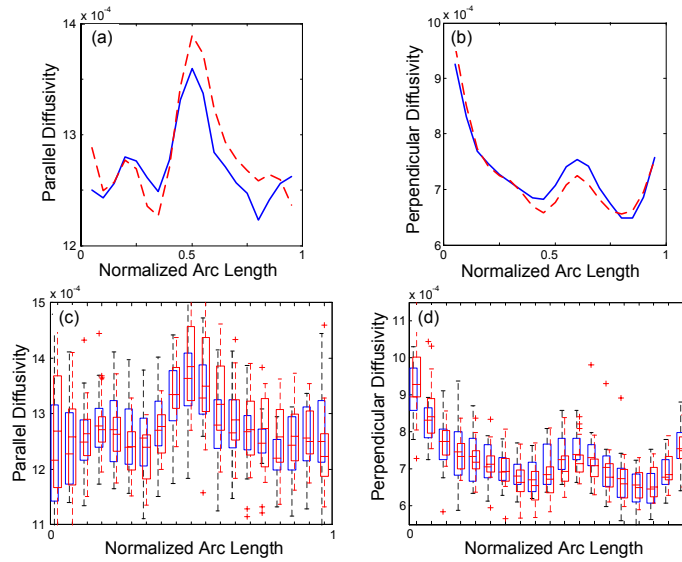 x 10⁻⁴
(a)
14
13
12
0
0.5
1
Parallel Diffusivity
Normalized Arc Length
x 10⁻⁴
(b)
10
8
6
0
0.5
1
Perpendicular Diffusivity
Normalized Arc Length
x 10⁻⁴
(c)
15
14
13
12
11
0
1
Parallel Diffusivity
Normalized Arc Length
x 10⁻⁴
(d)
11
10
9
8
7
6
0
Perpendicular Diffusivity
Normalized Arc Length